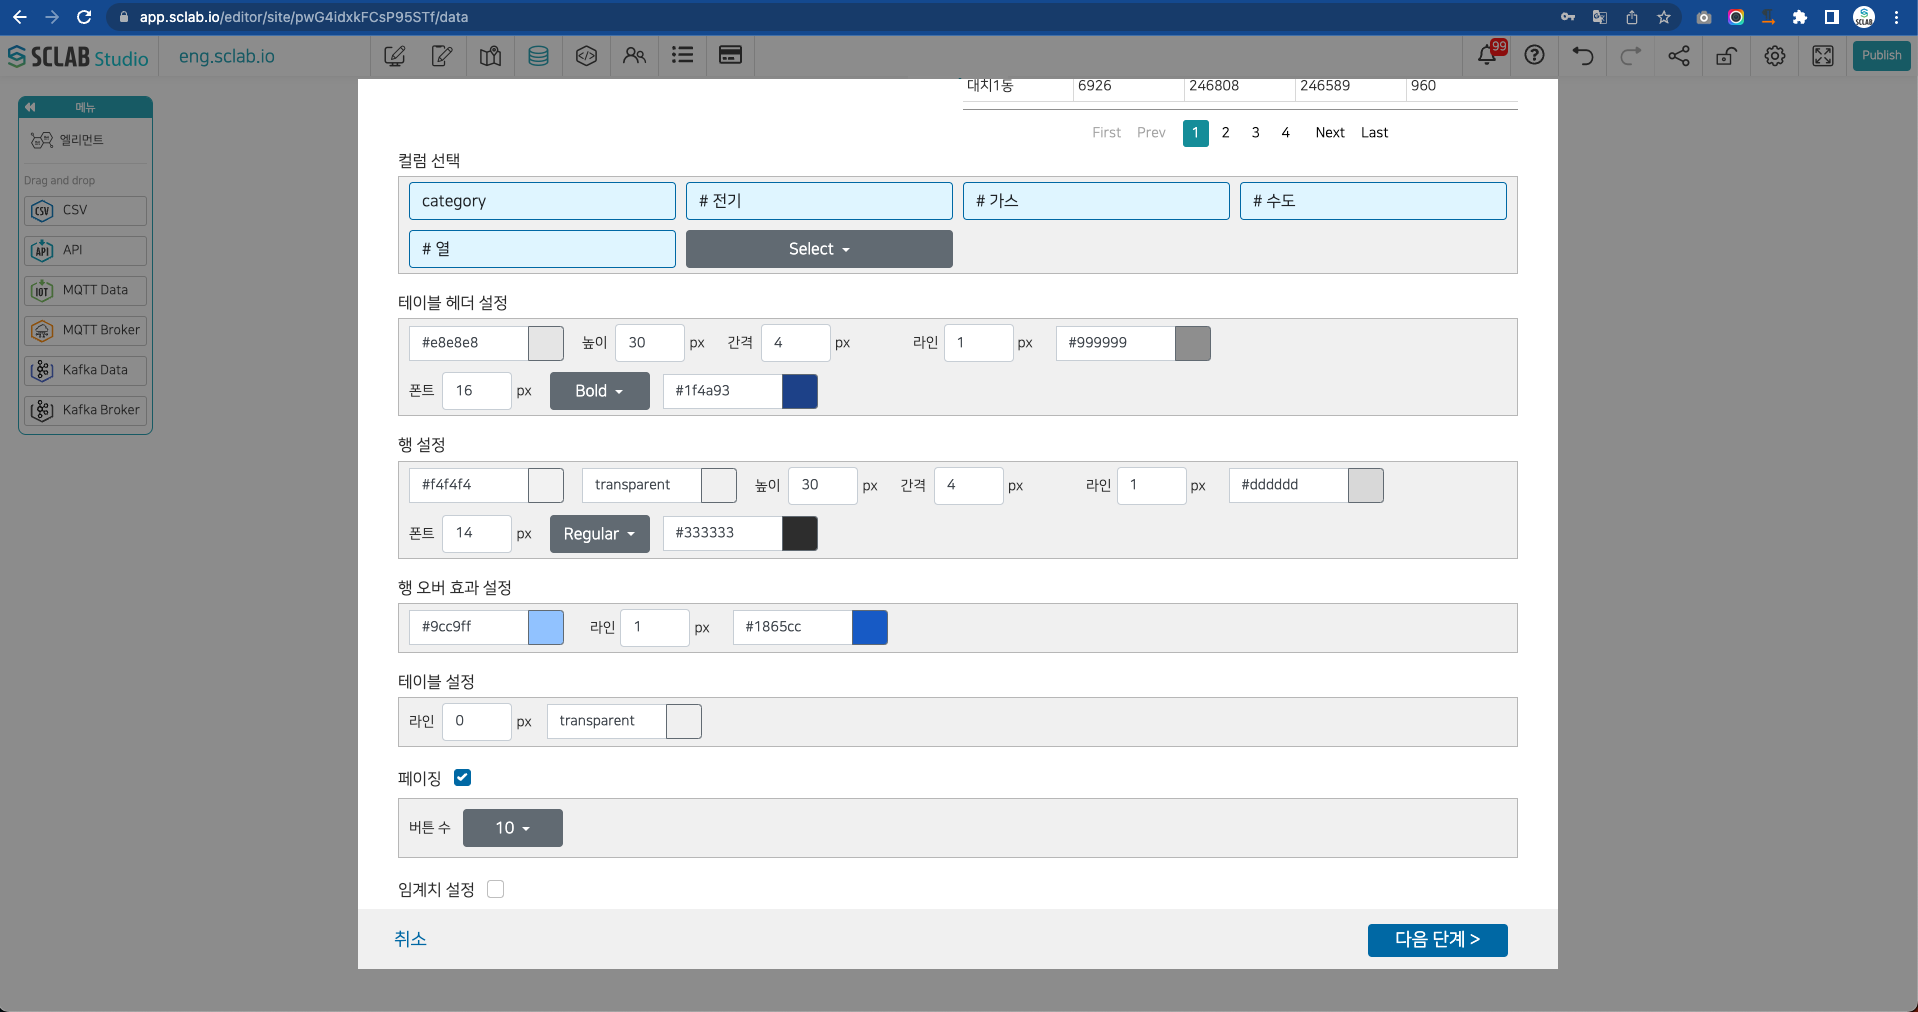 app.sclab.io/editor/site/pwG4idxkFCsP95STf/data
SCLAB Studio
eng.sclab.io
99
Publish
메뉴
엘리먼트
Drag and drop
CSV CSV
API API
IOT MQTT Data
MQTT Broker
Kafka Data
Kafka Broker
대치1동 6926 246808 246589 960
First Prev 1 2 3 4 Next Last
컬럼 선택
category # 전기 # 가스 # 수도
# 열 Select
테이블 헤더 설정
#e8e8e8 높이 30 px 간격 4 px 라인 1 px #999999
폰트 16 px Bold #1f4a93
행 설정
#f4f4f4 transparent 높이 30 px 간격 4 px 라인 1 px #dddddd
폰트 14 px Regular #333333
행 오버 효과 설정
#9cc9ff 라인 1 px #1865cc
테이블 설정
라인 0 px transparent
페이징
버튼 수 10
임계치 설정
취소 다음 단계 >